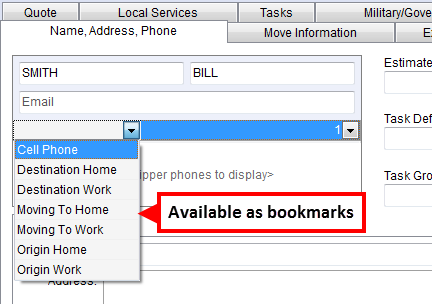 Quote Local Services Tasks Military/Gove
Name, Address, Phone Move Information
SMITH BILL Estimate
Email
1
Task Def
Cell Phone
Destination Home
Destination Work
Moving To Home
Moving To Work
Origin Home
Origin Work
pper phones to display>
Task Gro
Available as bookmarks
Address: